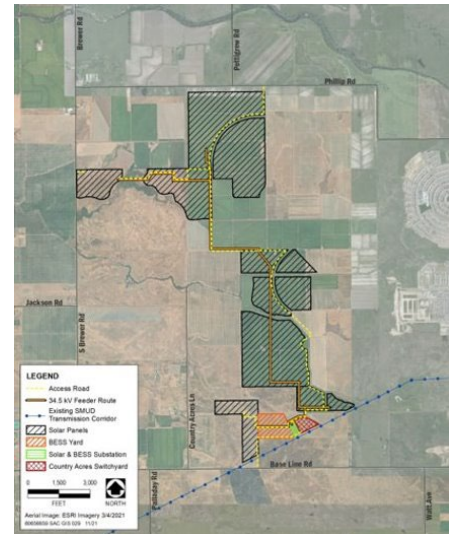 Brewer Rd
Pettigrew Rd
Phillip Rd
Jackson Rd
S Brewer Rd
Country Acres Ln
LEGEND
Access Road
34.5 kV Feeder Route
Existing SMUD
Transmission Corridor
Solar Panels
BESS Yard
Solar & BESS Substation
Country Acres Switchyard
0 1,500 3,000
FEET
NORTH
Aerial Image: ESRI Imagery 3/4/2021
Base Line Rd
Watt Ave